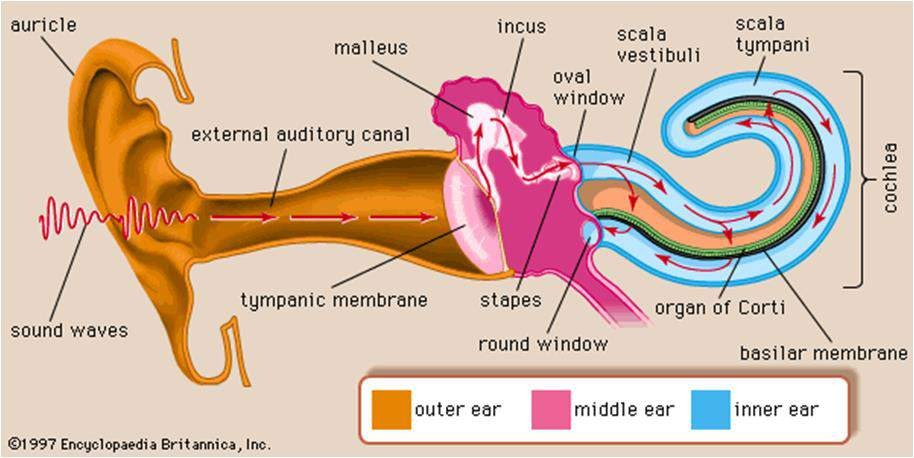 auricle
malleus
incus
scala
vestibuli
scala
tympani
oval
window
external auditory canal
cochlea
tympanic membrane
stapes
organ of Corti
sound waves
round window
basilar membrane
outer ear
middle ear
inner ear
©1997 Encyclopaedia Britannica, Inc.